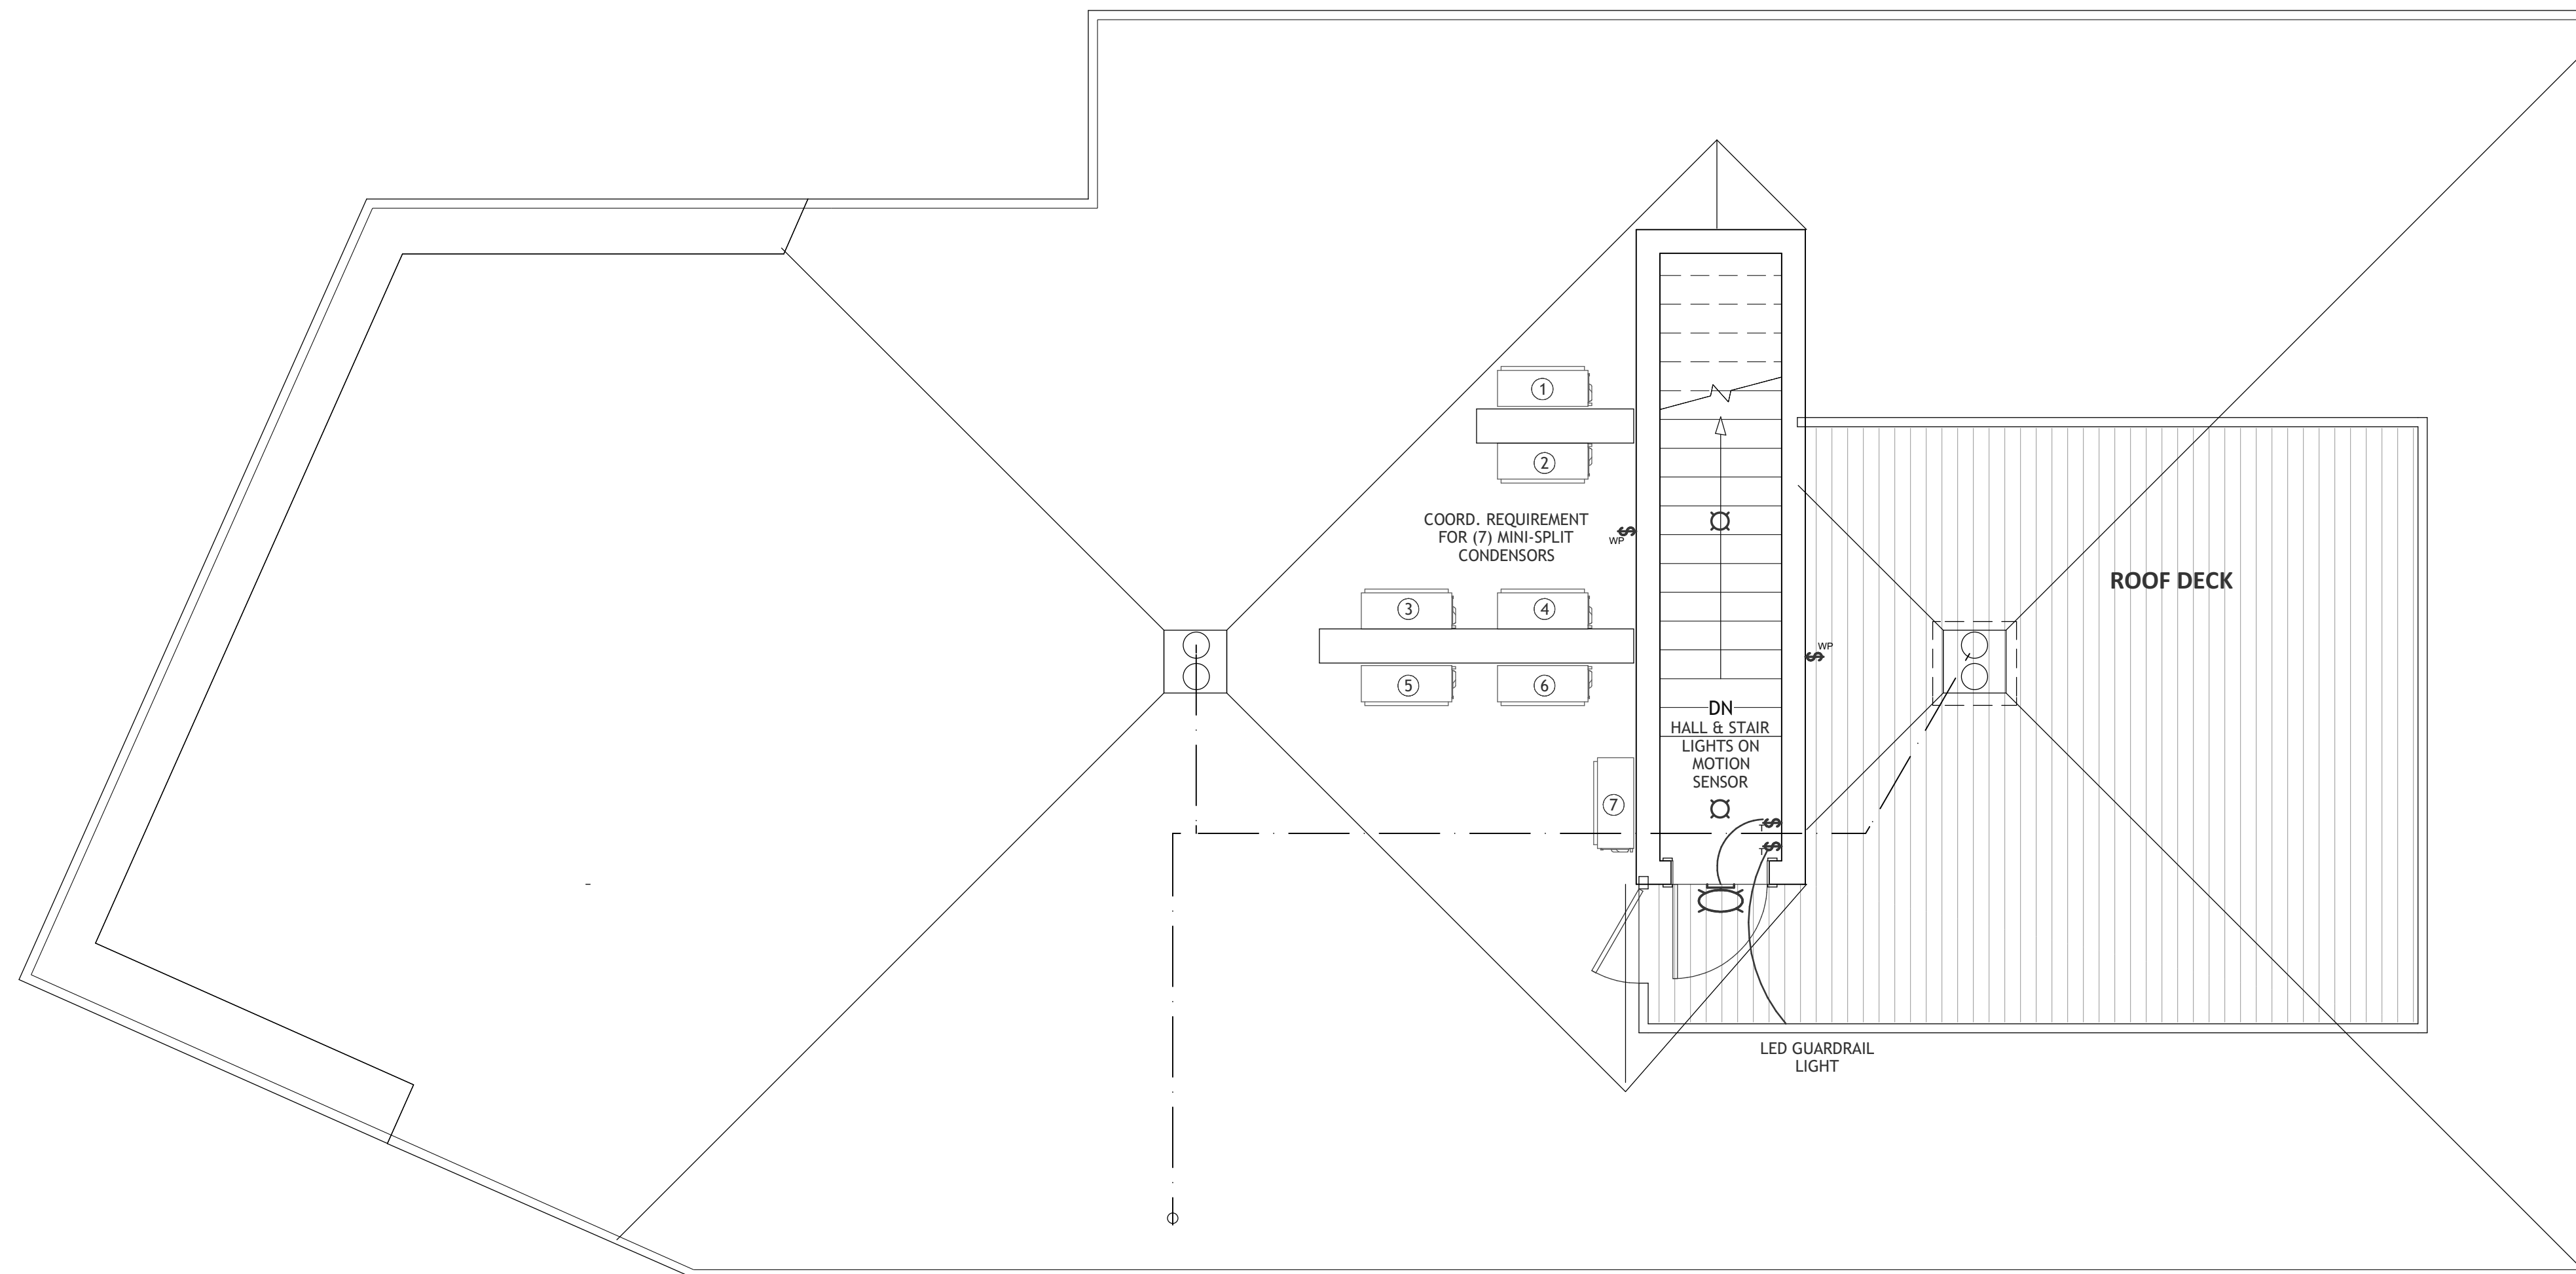 1
2
COORD. REQUIREMENT
FOR (7) MINI-SPLIT
CONDENSORS
$
WP
ROOF DECK
3
4
5
6
$
WP
DN
HALL & STAIR
LIGHTS ON
MOTION
SENSOR
7
$
T
$
T
LED GUARDRAIL
LIGHT